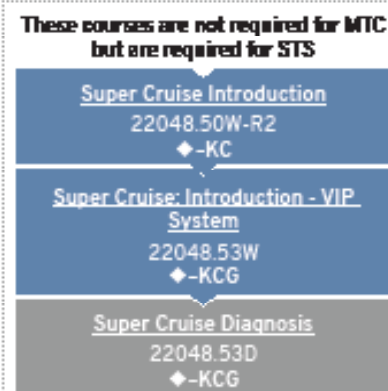 These courses are not required for MTC
but are required for STS
Super Cruise Introduction
22048.50W-R2
◆-KC
Super Cruise: Introduction - VIP
System
22048.53W
◆-KCG
Super Cruise Diagnosis
22048.53D
◆-KCG